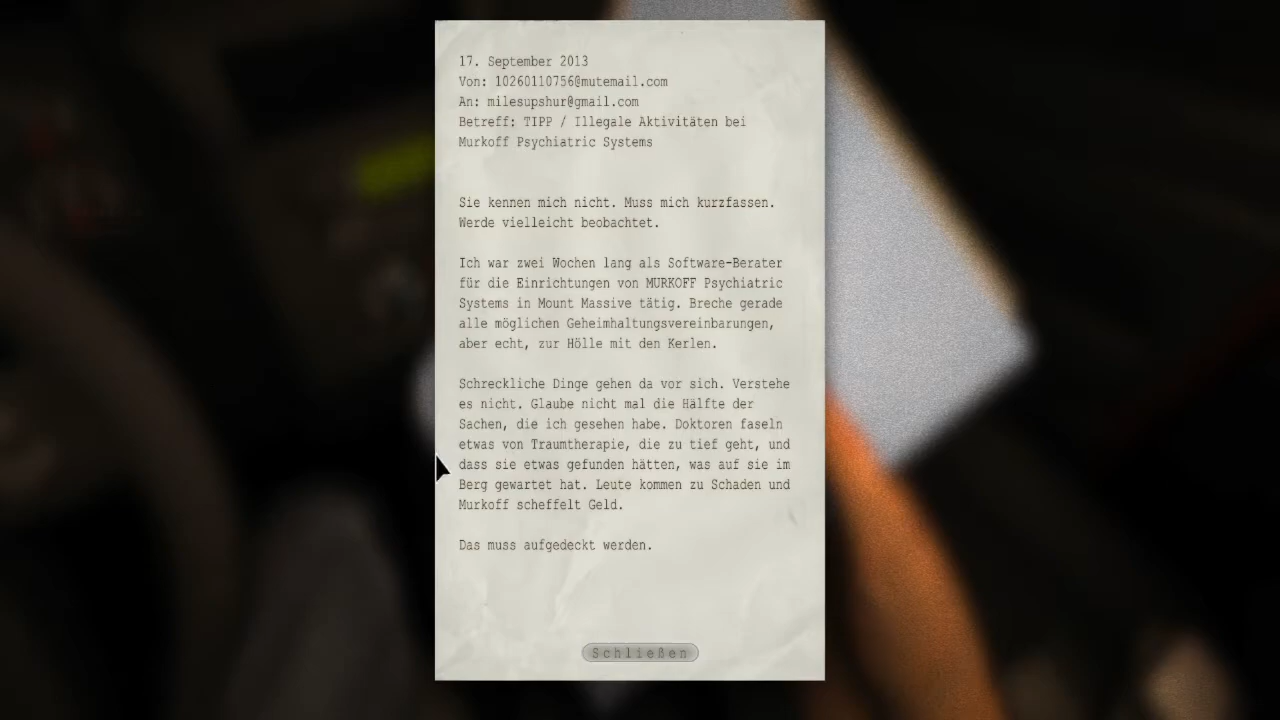 17. September 2013
Von: 10260110756@mutemail.com
An: milesupshur@gmail.com
Betreff: TIPP / Illegale Aktivitäten bei
Murkoff Psychiatric Systems
Sie kennen mich nicht. Muss mich kurzfassen.
Werde vielleicht beobachtet.
Ich war zwei Wochen lang als Software-Berater
für die Einrichtungen von MURKOFF Psychiatric
Systems in Mount Massive tätig. Breche gerade
alle möglichen Geheimhaltungsvereinbarungen,
aber echt, zur Hölle mit den Kerlen.
Schreckliche Dinge gehen da vor sich. Verstehe
es nicht. Glaube nicht mal die Hälfte der
Sachen, die ich gesehen habe. Doktoren faseln
etwas von Traumtherapie, die zu tief geht, und
dass sie etwas gefunden hätten, was auf sie im
Berg gewartet hat. Leute kommen zu Schaden und
Murkoff scheffelt Geld.
Das muss aufgedeckt werden.
Schließen